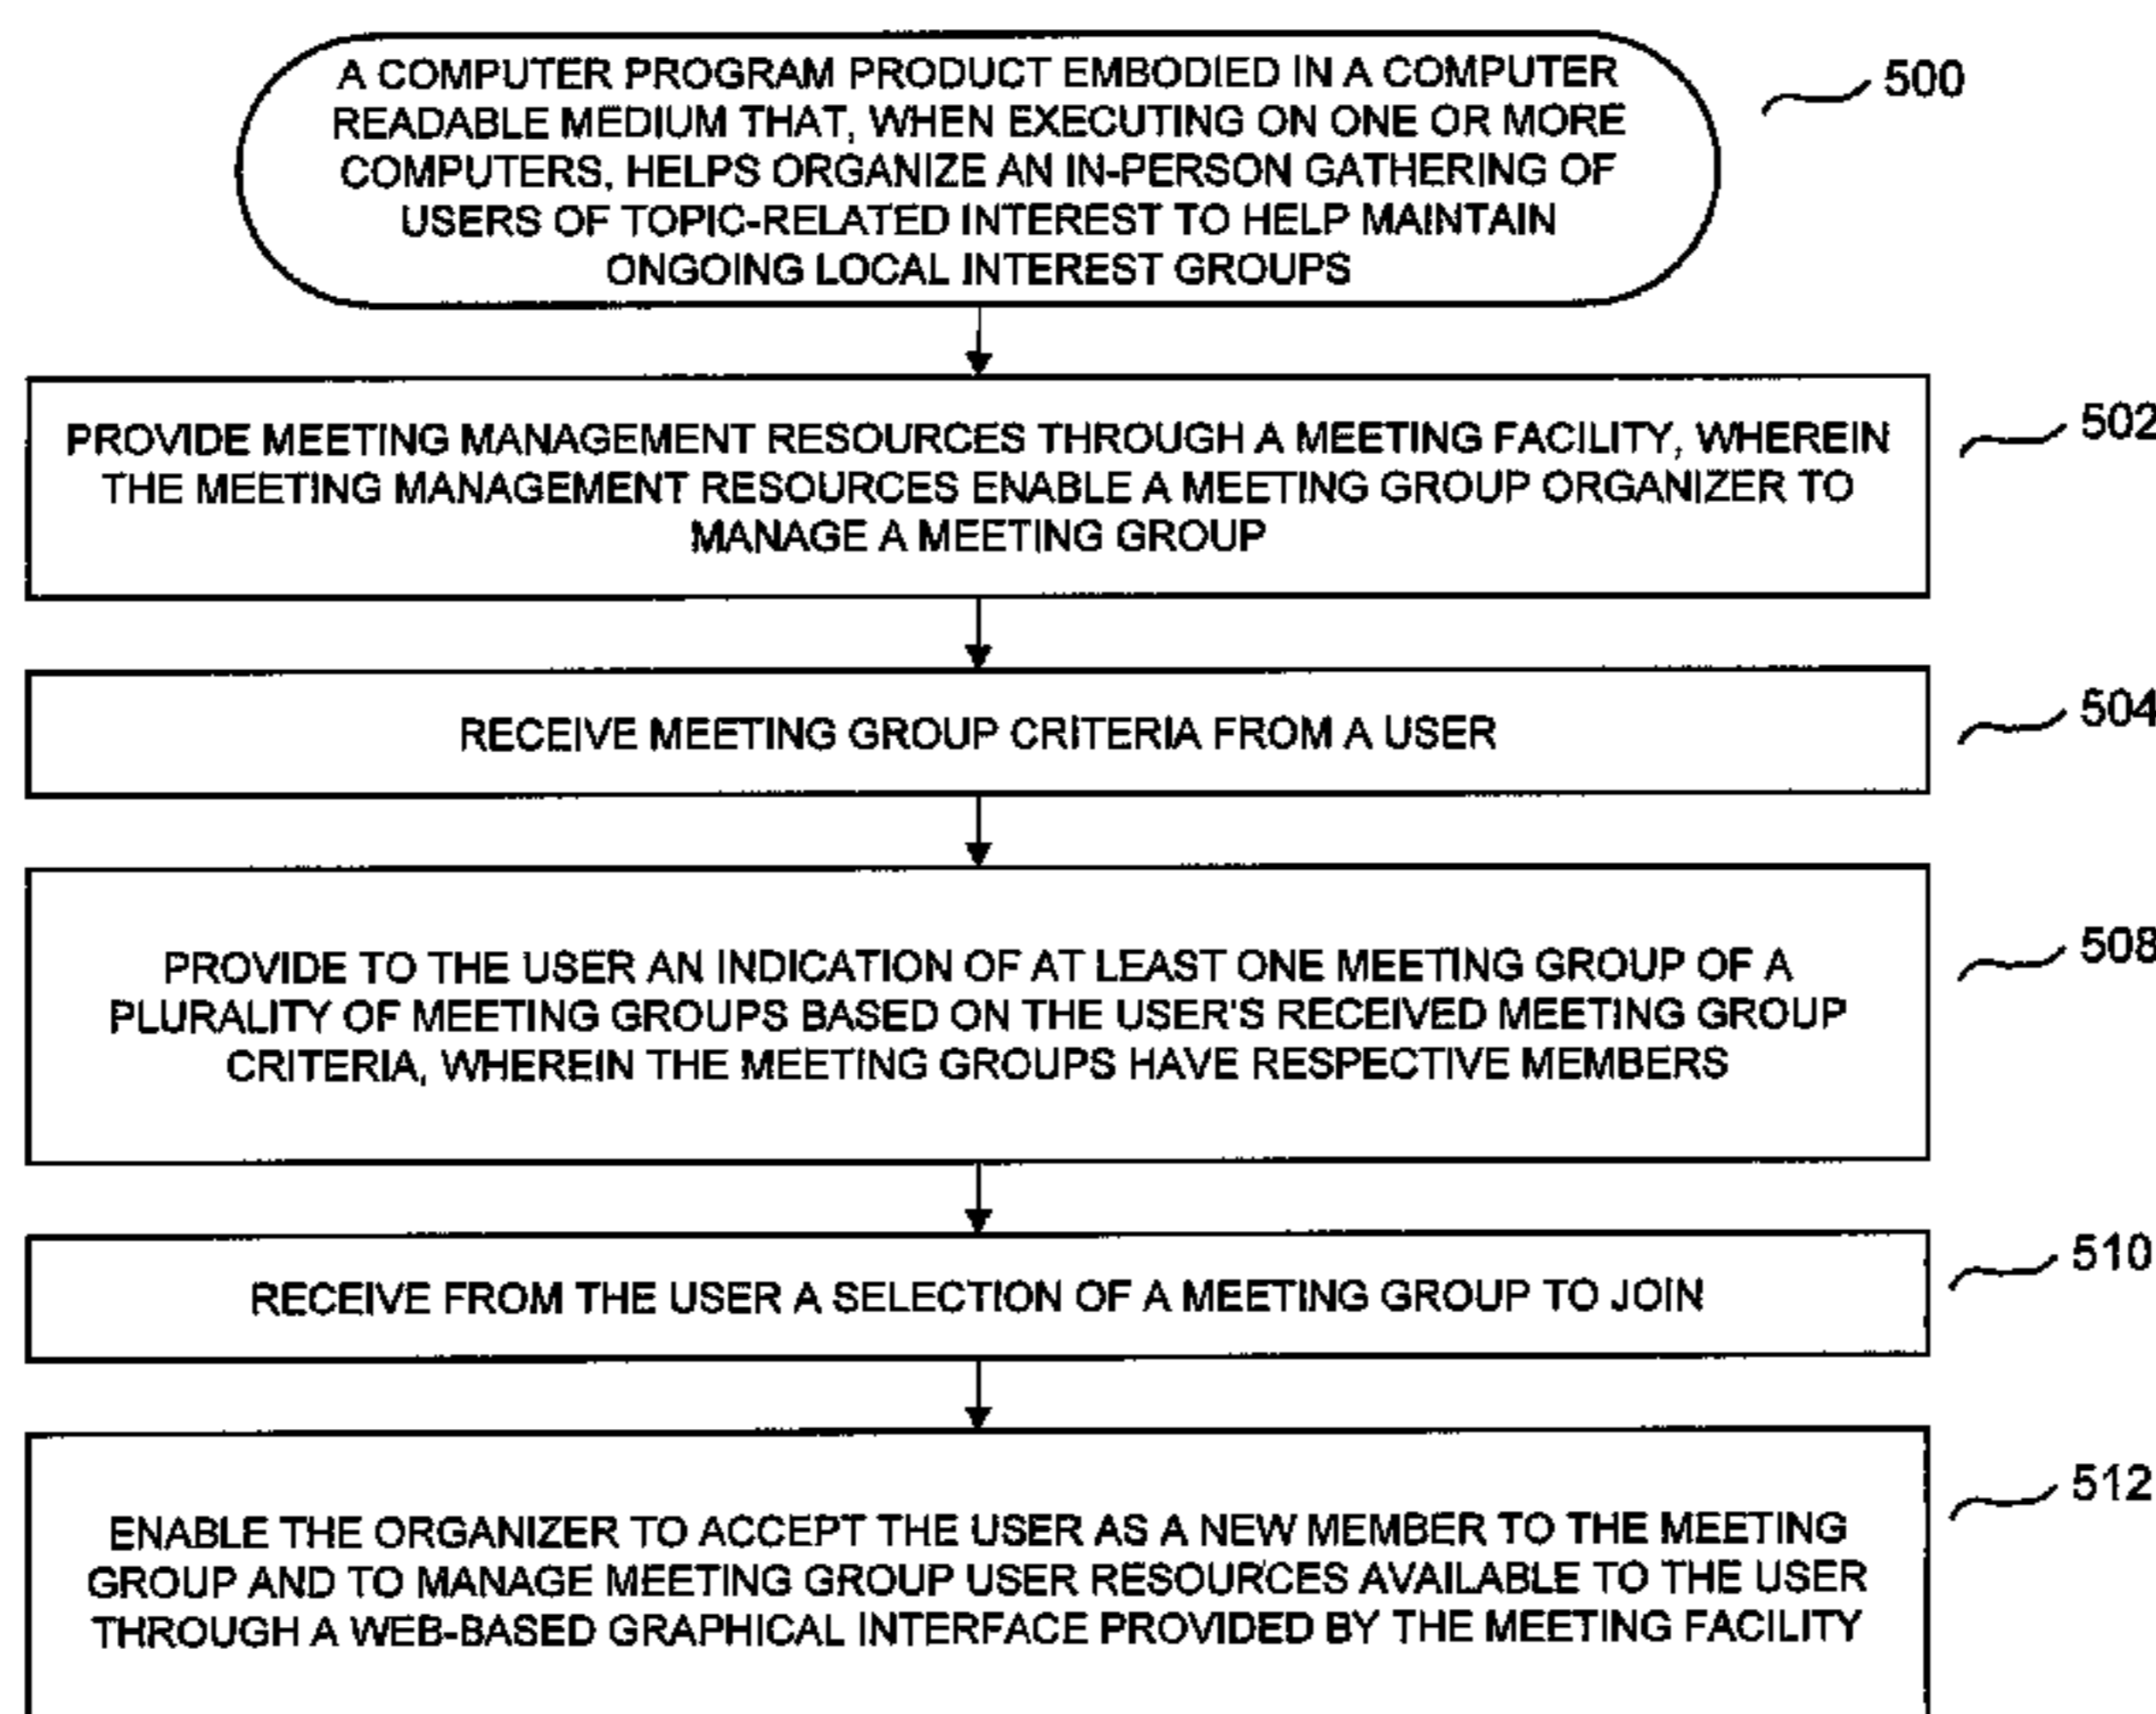 A COMPUTER PROGRAM PRODUCT EMBODIED IN A COMPUTER
READABLE MEDIUM THAT, WHEN EXECUTING ON ONE OR MORE
COMPUTERS, HELPS ORGANIZE AN IN-PERSON GATHERING OF
USERS OF TOPIC-RELATED INTEREST TO HELP MAINTAIN
ONGOING LOCAL INTEREST GROUPS
500
PROVIDE MEETING MANAGEMENT RESOURCES THROUGH A MEETING FACILITY, WHEREIN
THE MEETING MANAGEMENT RESOURCES ENABLE A MEETING GROUP ORGANIZER TO
MANAGE A MEETING GROUP
502
RECEIVE MEETING GROUP CRITERIA FROM A USER
504
PROVIDE TO THE USER AN INDICATION OF AT LEAST ONE MEETING GROUP OF A
PLURALITY OF MEETING GROUPS BASED ON THE USER'S RECEIVED MEETING GROUP
CRITERIA, WHEREIN THE MEETING GROUPS HAVE RESPECTIVE MEMBERS
508
RECEIVE FROM THE USER A SELECTION OF A MEETING GROUP TO JOIN
510
ENABLE THE ORGANIZER TO ACCEPT THE USER AS A NEW MEMBER TO THE MEETING
GROUP AND TO MANAGE MEETING GROUP USER RESOURCES AVAILABLE TO THE USER
THROUGH A WEB-BASED GRAPHICAL INTERFACE PROVIDED BY THE MEETING FACILITY
512